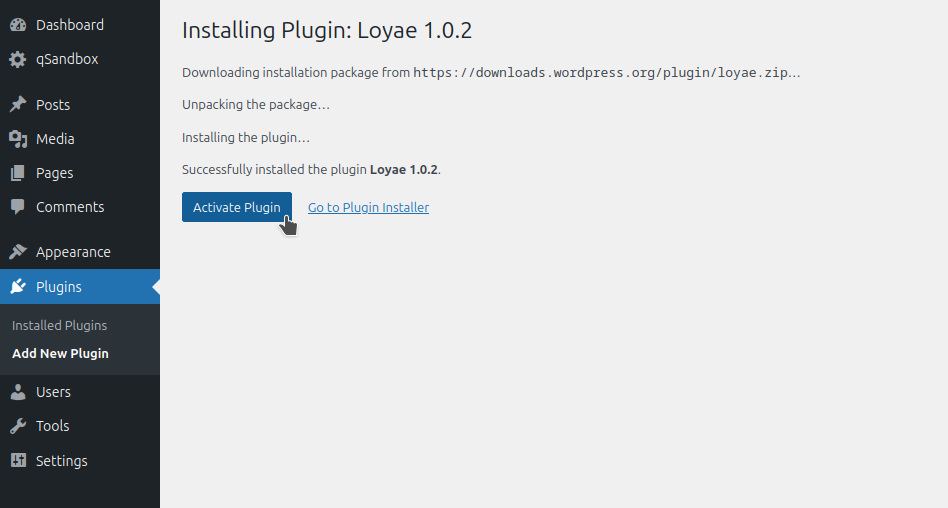 Dashboard
qSandbox
Posts
Media
Pages
Comments
Appearance
Plugins
Installed Plugins
Add New Plugin
Users
Tools
Settings
Installing Plugin: Loyae 1.0.2
Downloading installation package from https://downloads.wordpress.org/plugin/loyae.zip…
Unpacking the package…
Installing the plugin…
Successfully installed the plugin Loyae 1.0.2.
Activate Plugin
Go to Plugin Installer